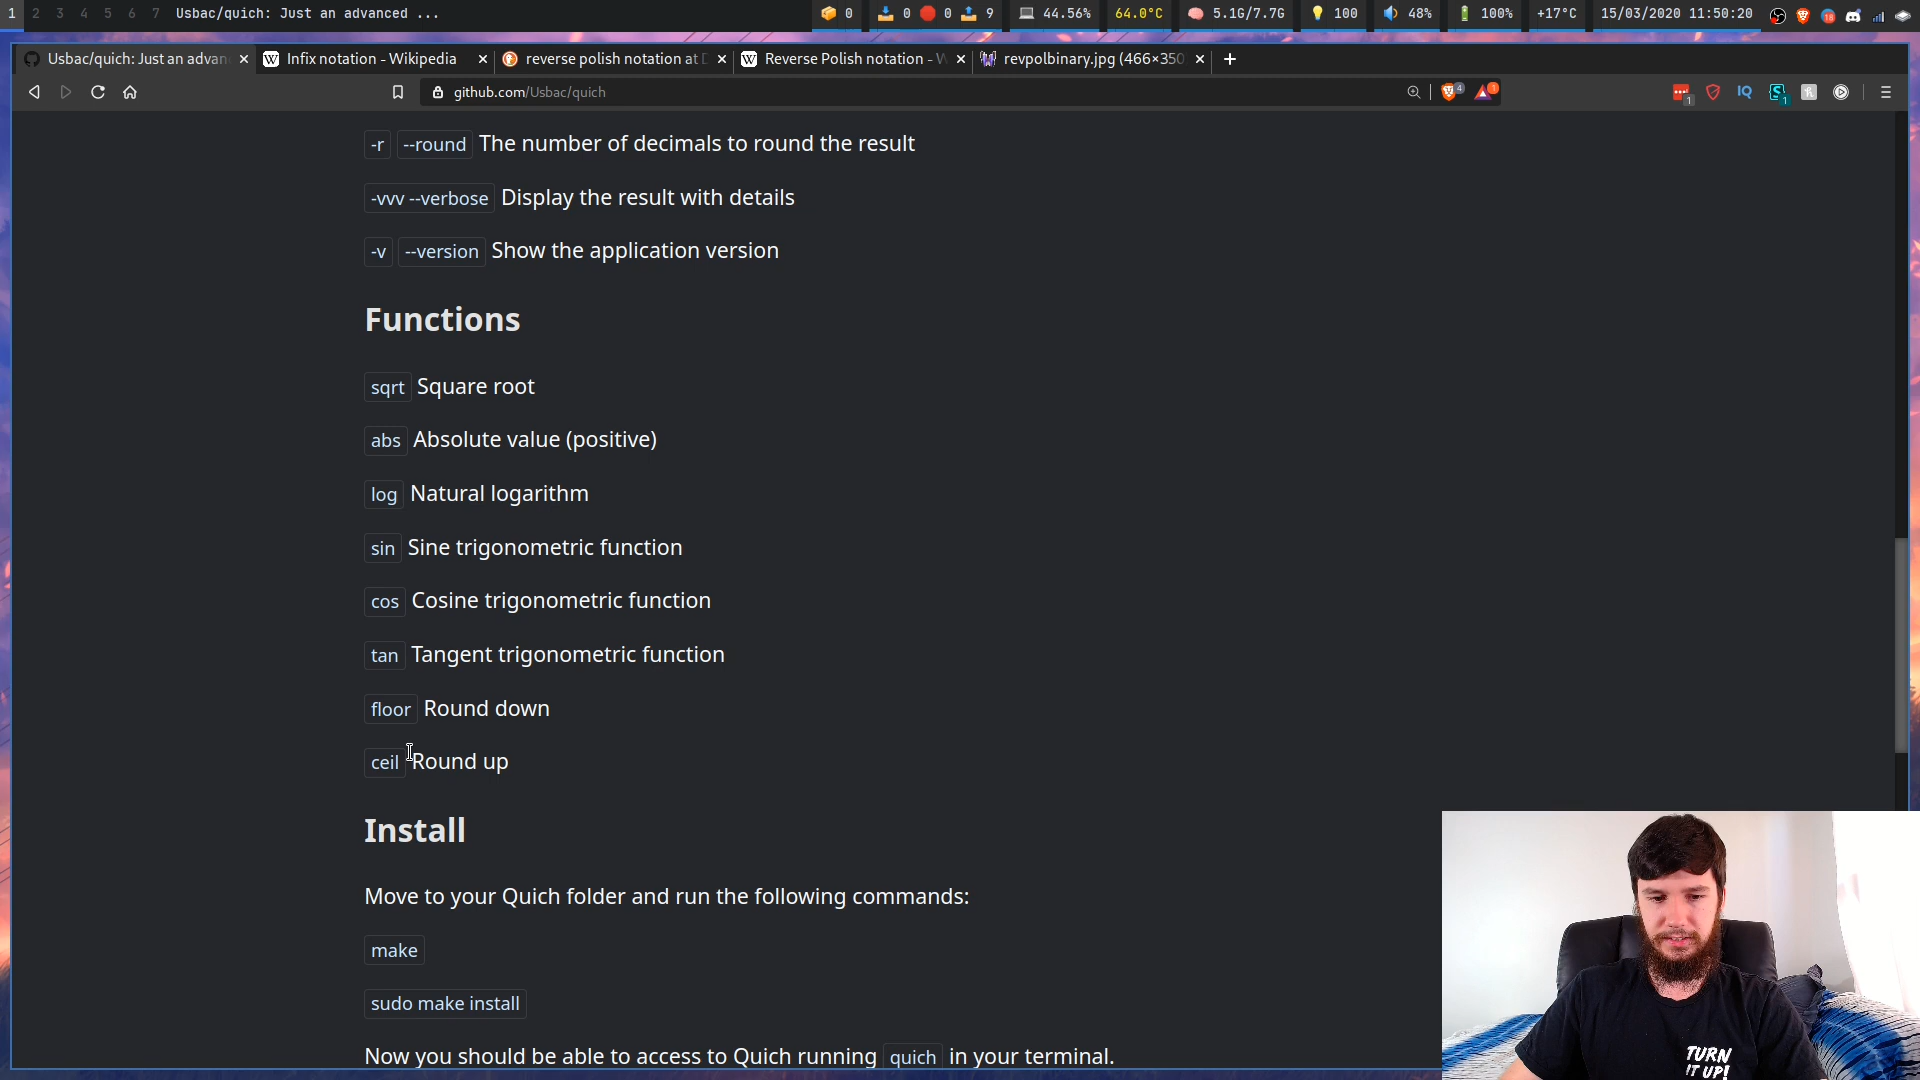 1 2 3 4 5 6 7 Usbac/quich: Just an advanced ... 0 0 0 9 44.56% 64.0°C 5.1G/7.7G 100 48% 100% +17°C 15/03/2020 11:50:20
Usbac/quich: Just an advan Infix notation - Wikipedia reverse polish notation at D Reverse Polish notation - W revpolbinary.jpg (466×350
github.com/Usbac/quich 4 1 1 IQ 1
-r --round The number of decimals to round the result
-vvv --verbose Display the result with details
-v --version Show the application version
Functions
sqrt Square root
abs Absolute value (positive)
log Natural logarithm
sin Sine trigonometric function
cos Cosine trigonometric function
tan Tangent trigonometric function
floor Round down
ceil Round up
Install
Move to your Quich folder and run the following commands:
make
sudo make install
Now you should be able to access to Quich running quich in your terminal.
TURN
IT UP!